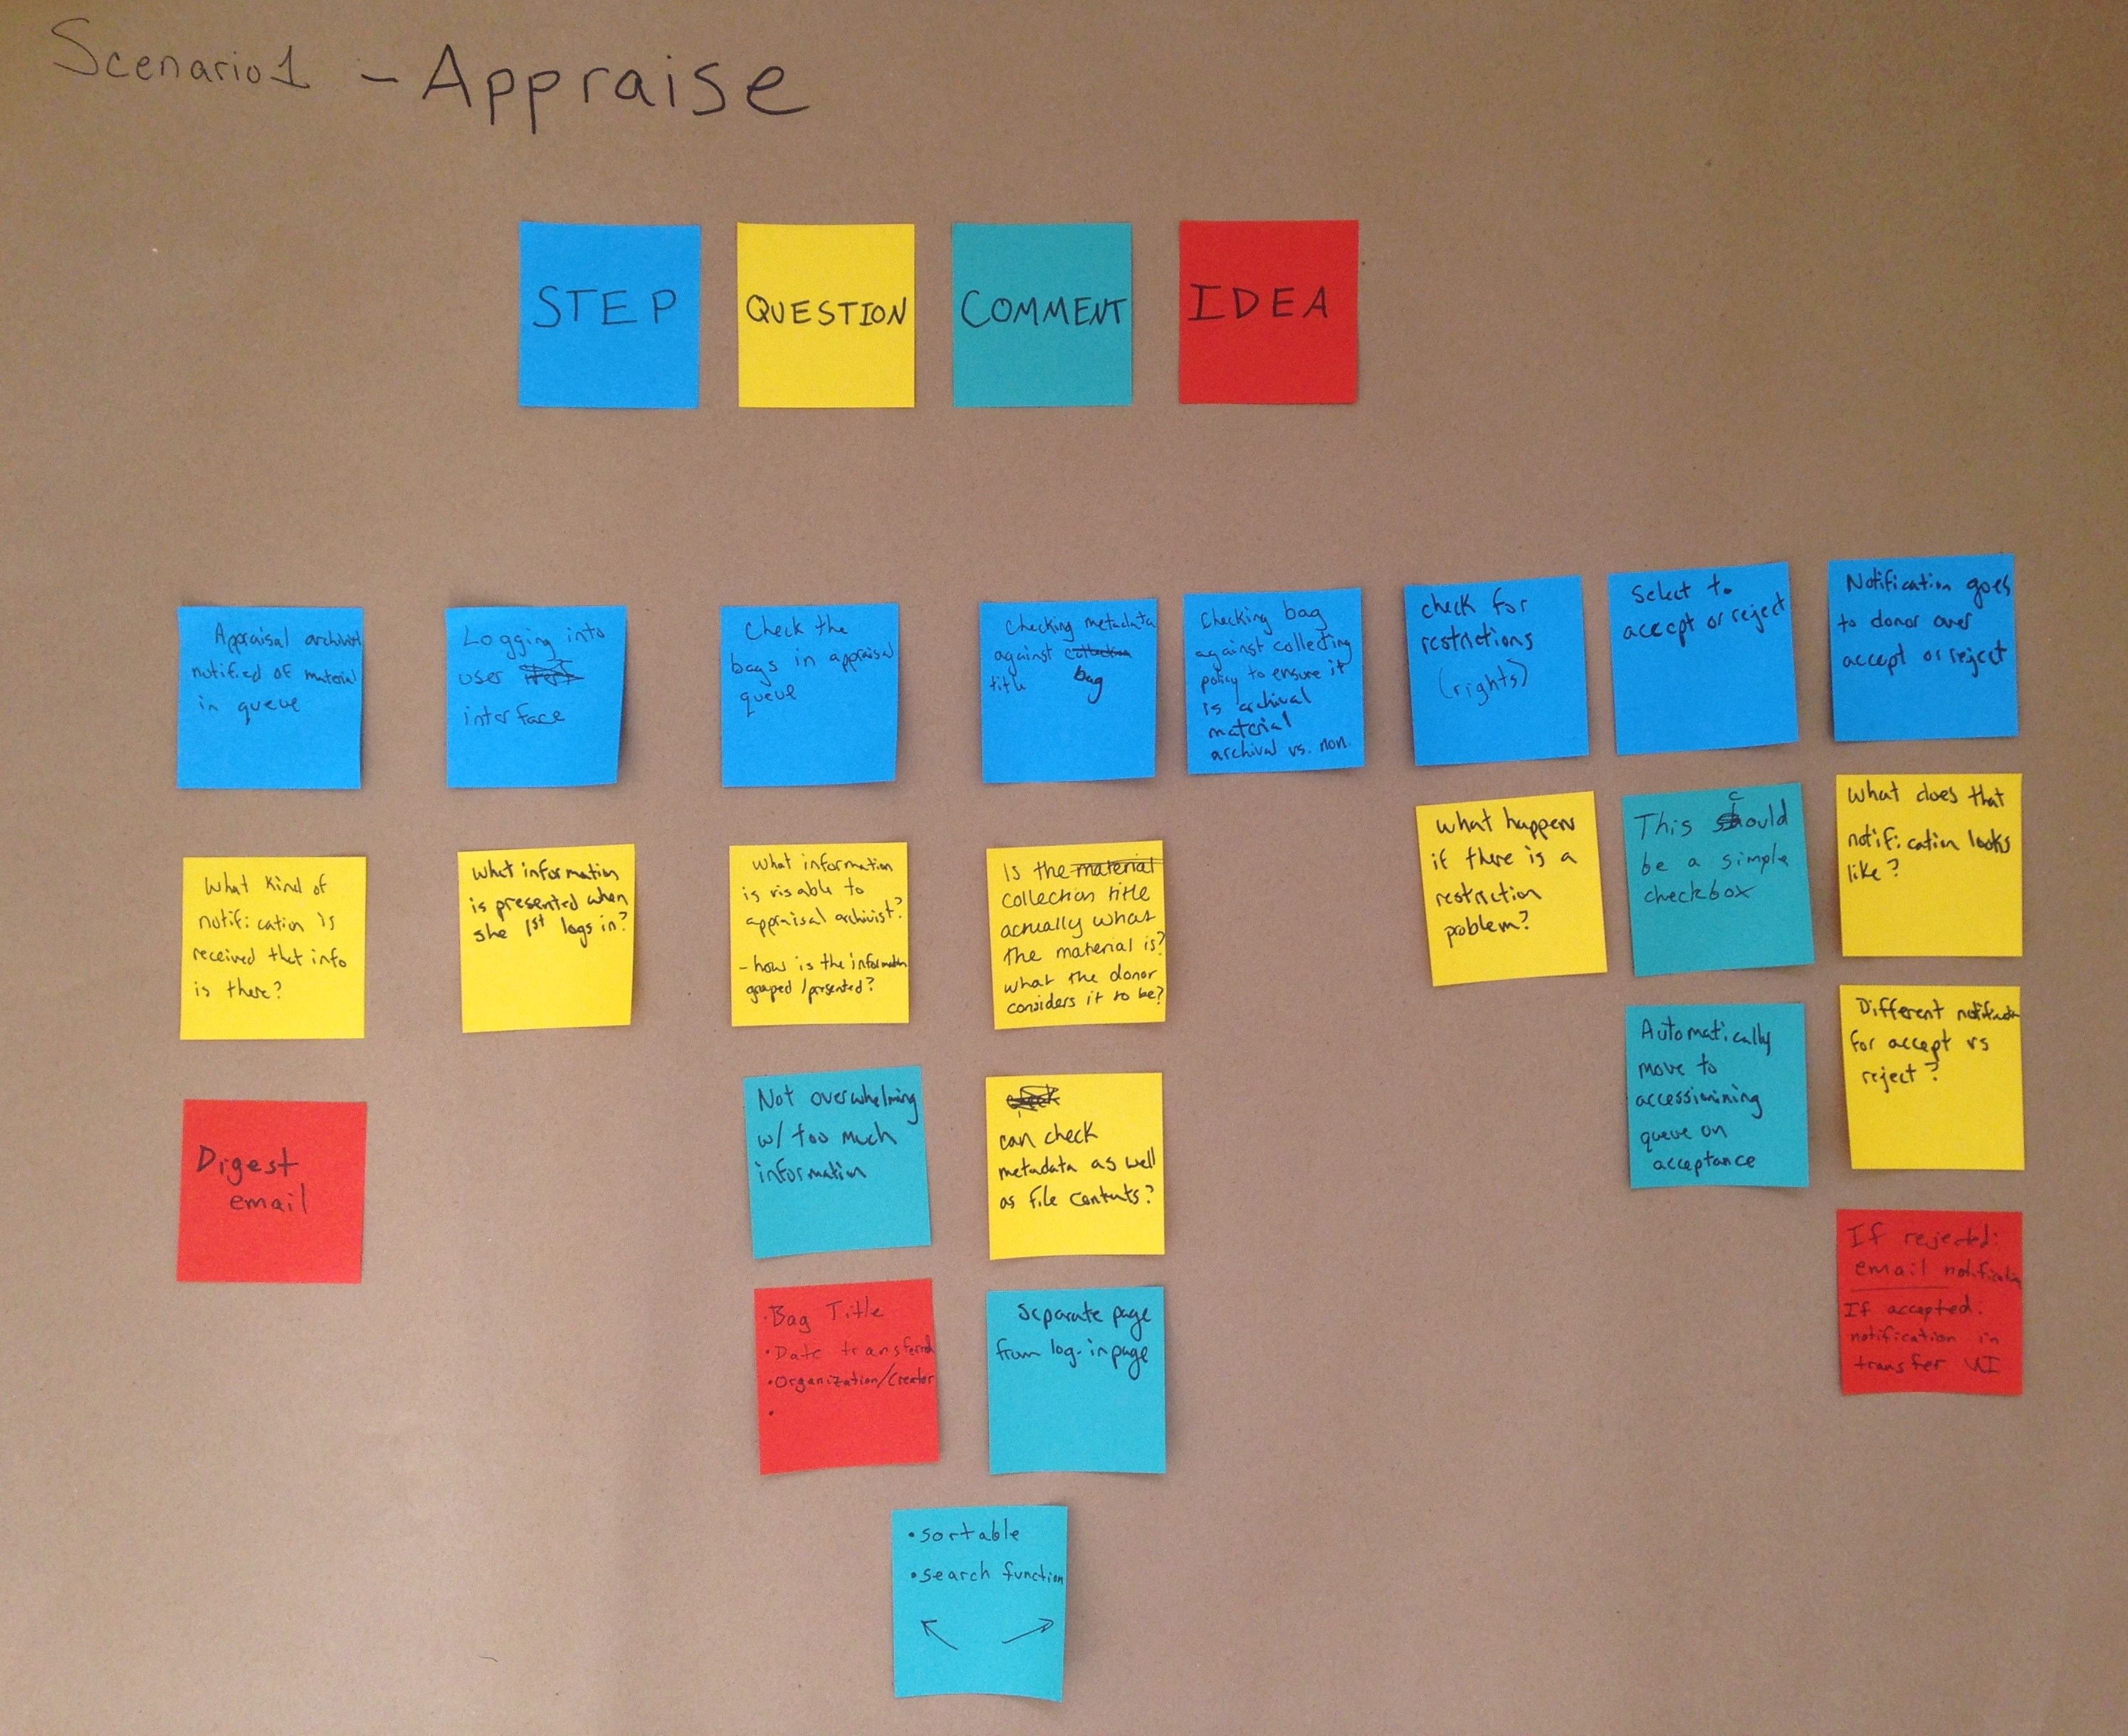 Scenario 1 - Appraise
STEP
QUESTION
COMMENT
IDEA
Appraisal archivist
notified of material
in queue
What kind of
notification is
received that info
is there?
Digest
email
Logging into
user
interface
What information
is presented when
she 1st logs in?
Check the
bags in appraisal
queue
What information
is visable to
appraisal archivist?
- how is the information
grouped/presented?
Not overwhelming
w/ too much
information
• Bag Title
• Date transferred
• Organization/Creator
•
Checking metadata
against collection bag
title
Is the material
collection title
actually what
the material is?
what the donor
considers it to be?
can check
metadata as well
as file contents?
Separate page
from log-in page
• sortable
• search function
Checking bag
against collecting
policy to ensure it
is archival
material
archival vs. non.
check for
restrictions
(rights)
What happens
if there is a
restriction
problem?
Select to
accept or reject
This could
be a simple
checkbox
Automatically
move to
accessimining
queue on
acceptance
Notification goes
to donor over
accept or reject
What does that
notification looks
like?
Different notification
for accept vs
reject?
If rejected:
email notification
If accepted:
notification in
transfer UI